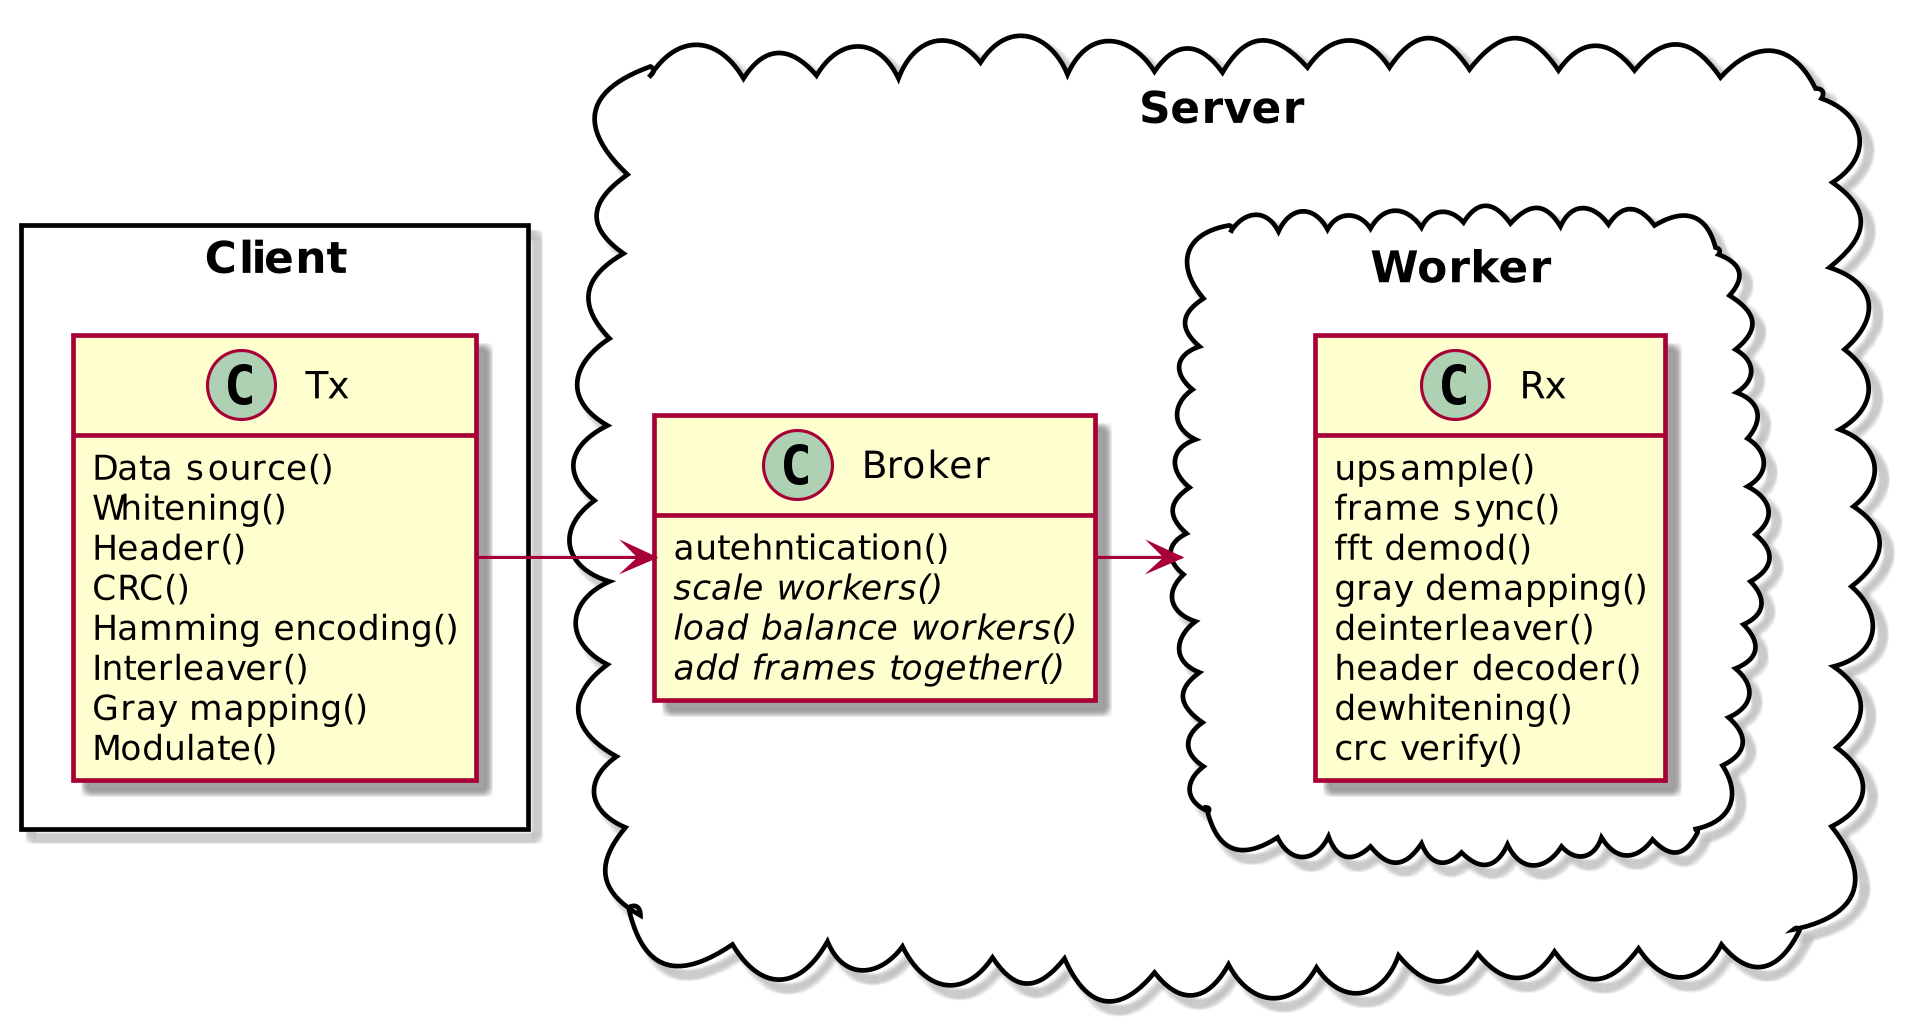 Server
Client
Worker
C Tx
Data source()
Whitening()
Header()
CRC()
Hamming encoding()
Interleaver()
Gray mapping()
Modulate()
C Broker
autehntication()
scale workers()
load balance workers()
add frames together()
C Rx
upsample()
frame sync()
fft demod()
gray demapping()
deinterleaver()
header decoder()
dewhitening()
crc verify()